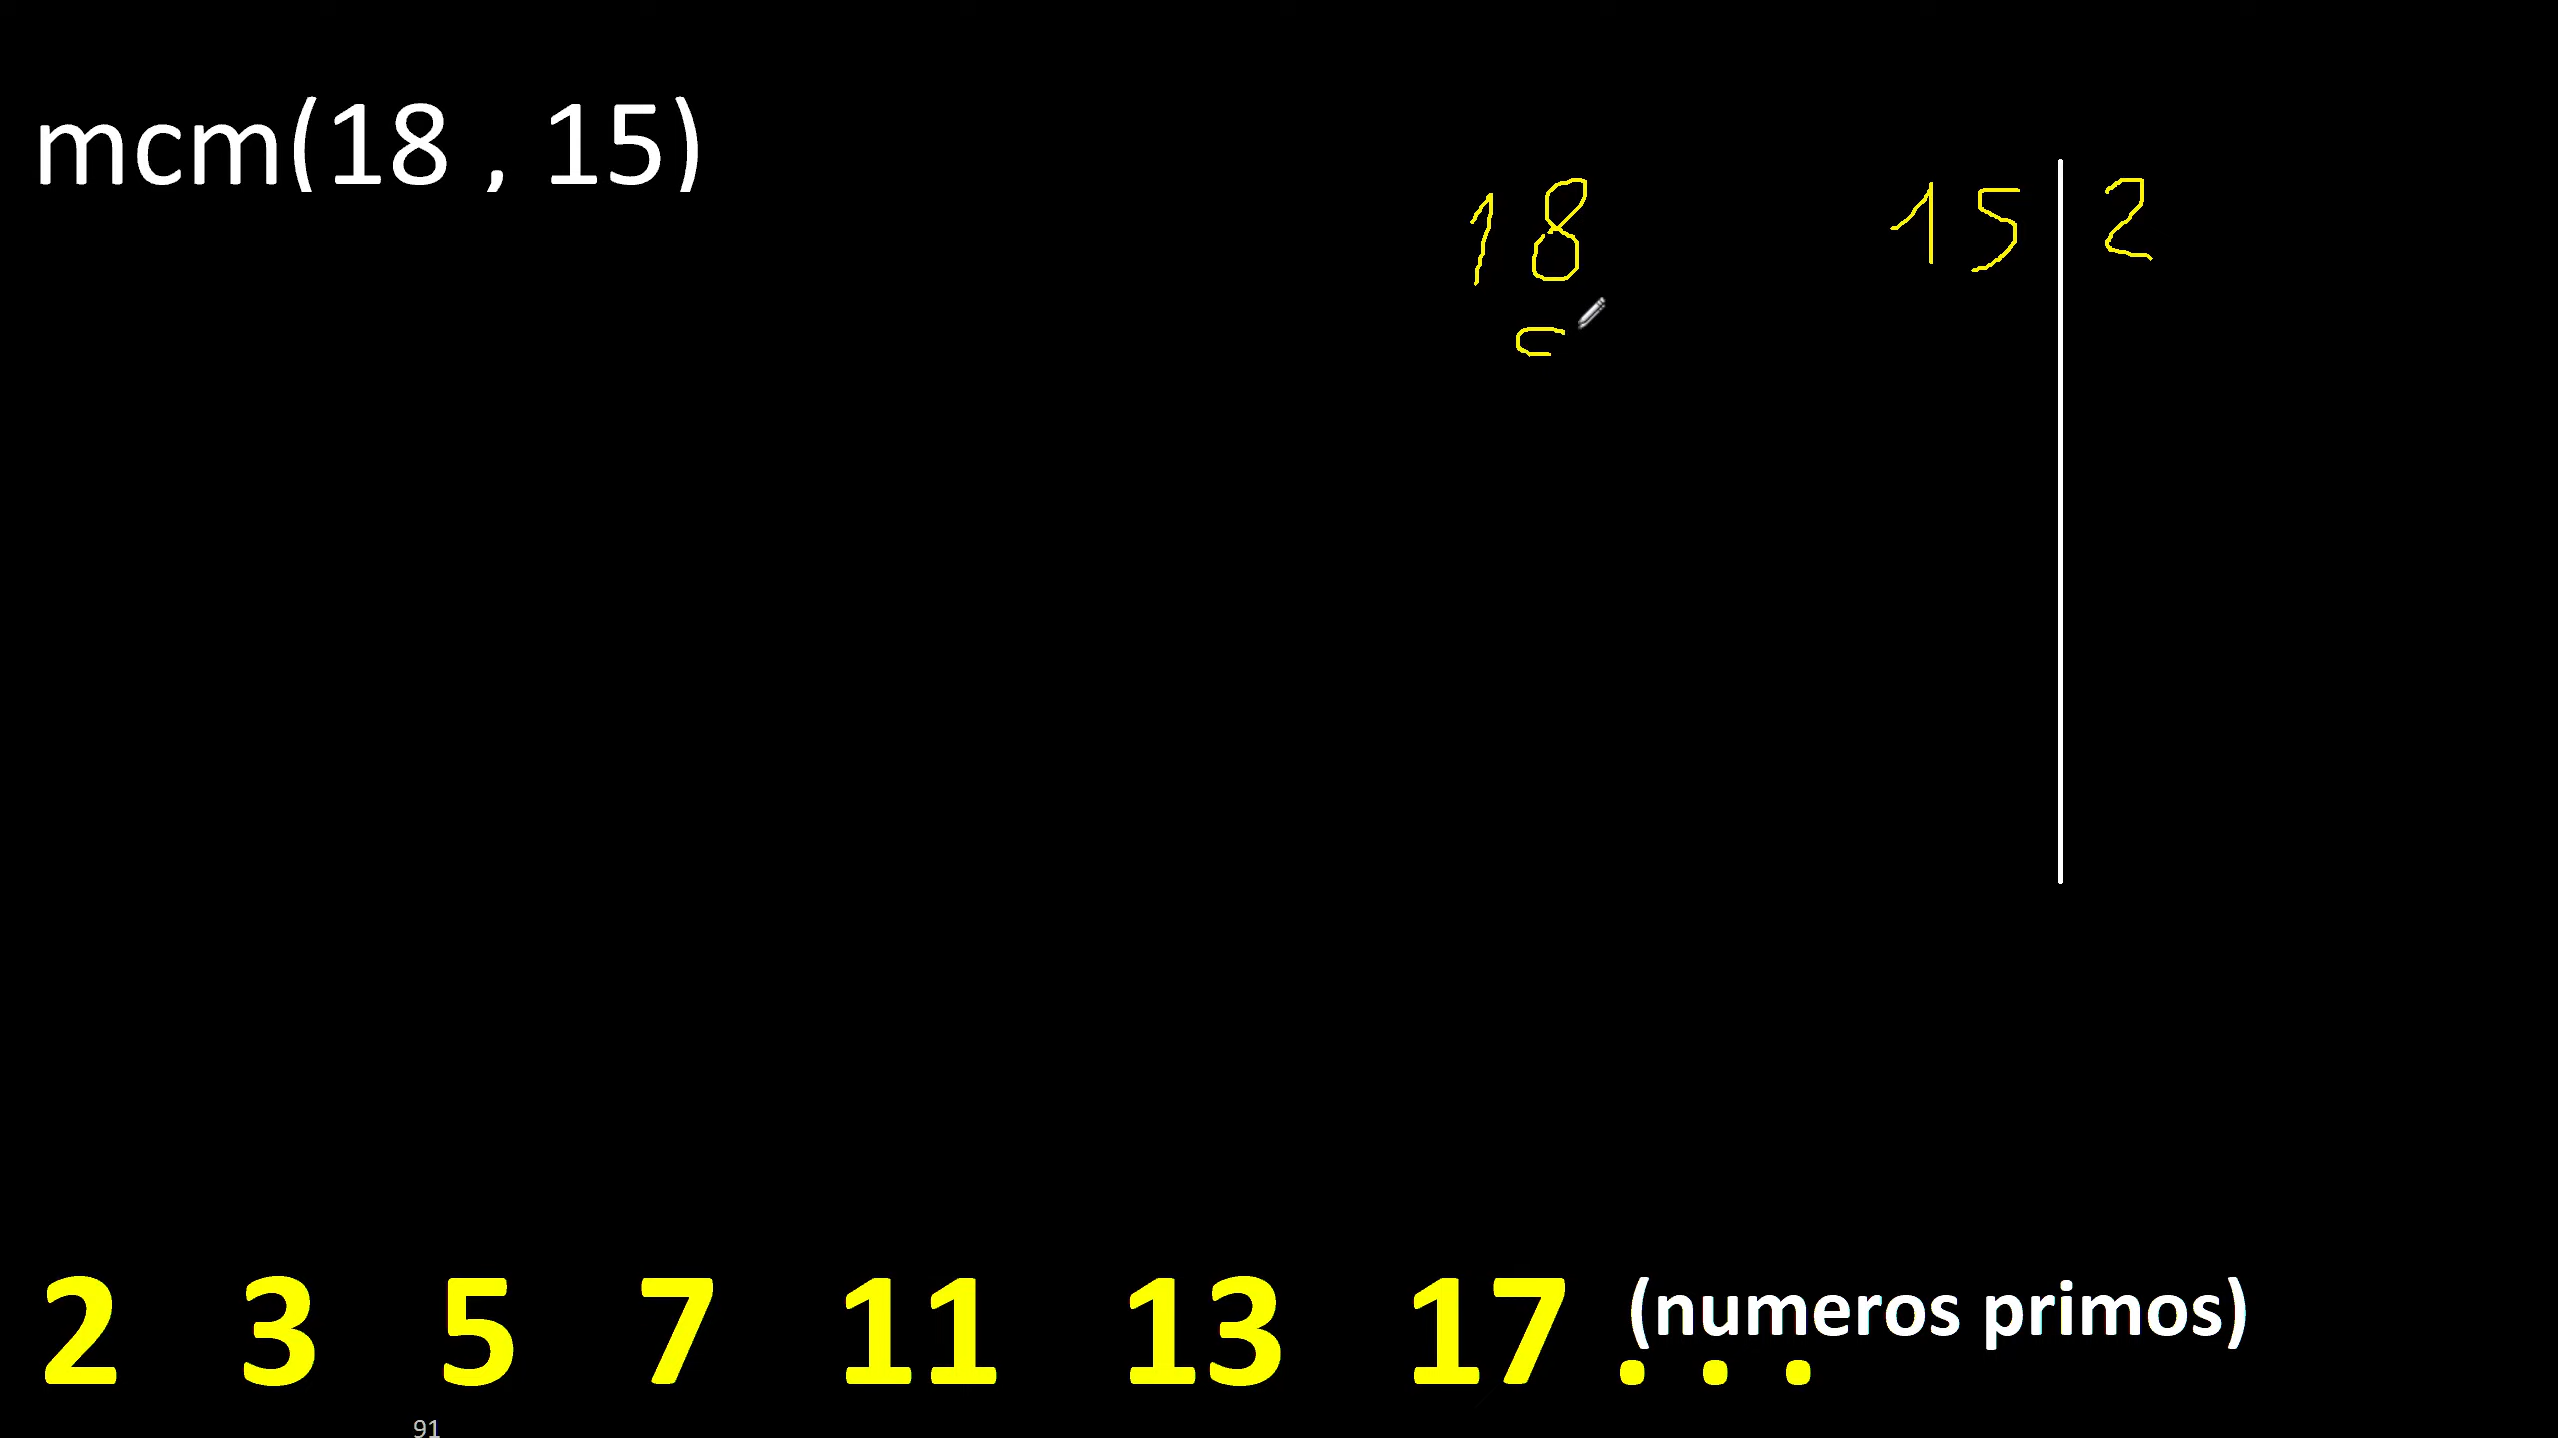 mcm(18 , 15)
18 15 2
2 3 5 7 11 13 17 . . . (numeros primos)
91